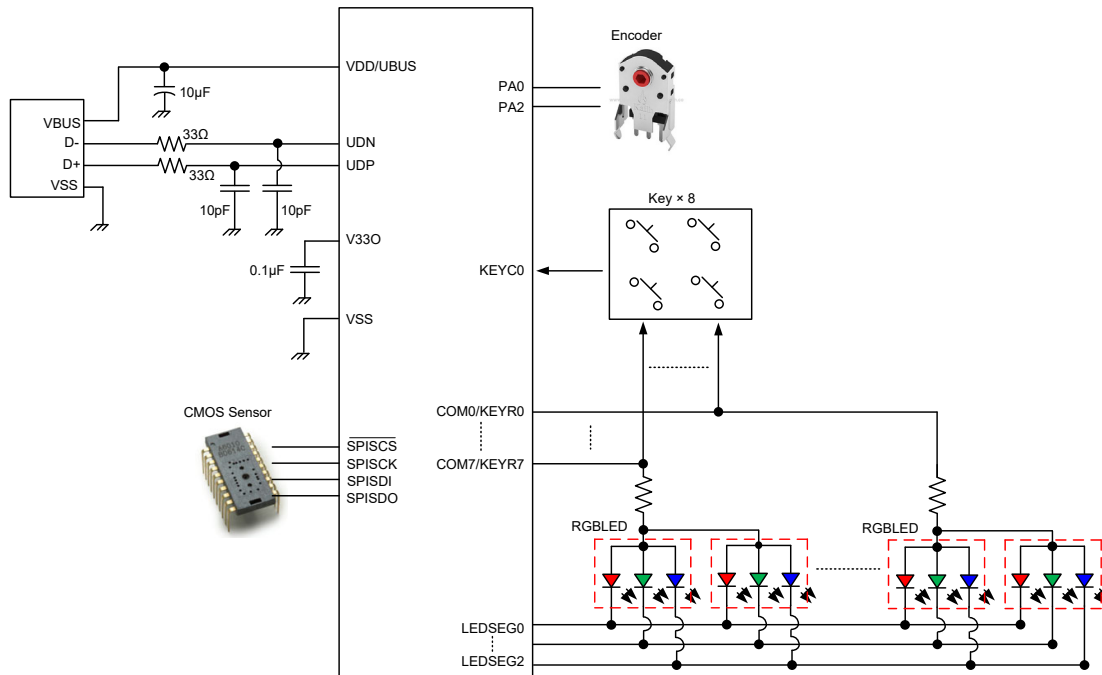 VDD/UBUS
10μF
VBUS
D-
33Ω
UDN
D+
33Ω
UDP
VSS
10pF
10pF
V33O
0.1μF
VSS
CMOS Sensor
SPISCS
SPISCK
SPISDI
SPISDO
Encoder
PA0
PA2
Key × 8
KEYC0
COM0/KEYR0
COM7/KEYR7
RGBLED
RGBLED
LEDSEG0
LEDSEG2